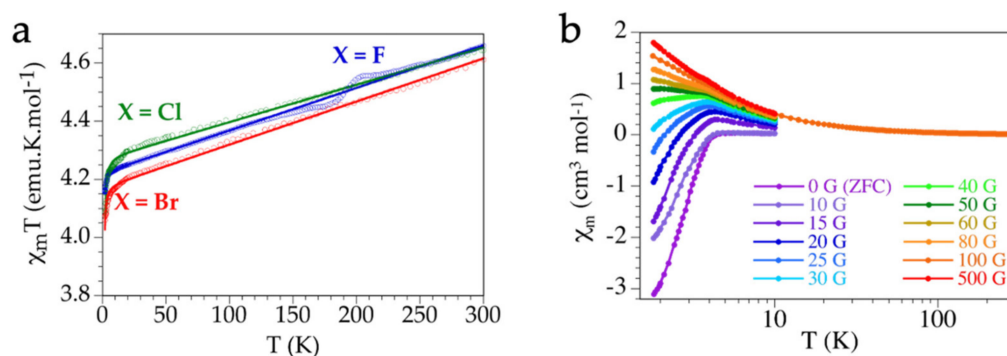 a
χmT (emu.K.mol-1)
4.6
4.4
4.2
4.0
3.8
X = F
X = Cl
X = Br
0 50 100 150 200 250 300
T (K)
b
χm (cm³ mol-1)
2
1
0
-1
-2
-3
0 G (ZFC) 40 G
10 G 50 G
15 G 60 G
20 G 80 G
25 G 100 G
30 G 500 G
10 100
T (K)